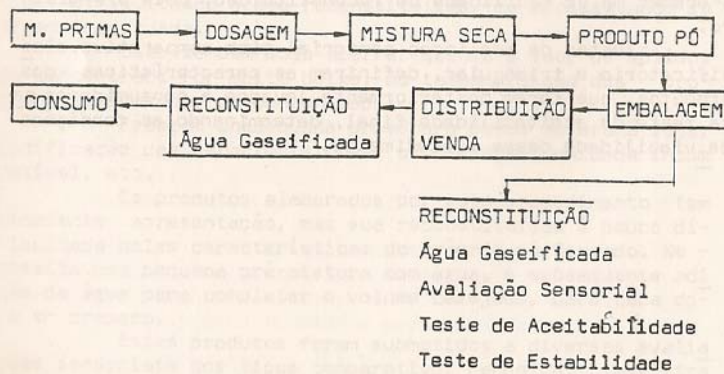 M. PRIMAS DOSAGEM MISTURA SECA PRODUTO PÓ
CONSUMO RECONSTITUIÇÃO DISTRIBUIÇÃO EMBALAGEM
Água Gaseificada VENDA
RECONSTITUIÇÃO
Água Gaseificada
Avaliação Sensorial
Teste de Aceitabilidade
Teste de Estabilidade